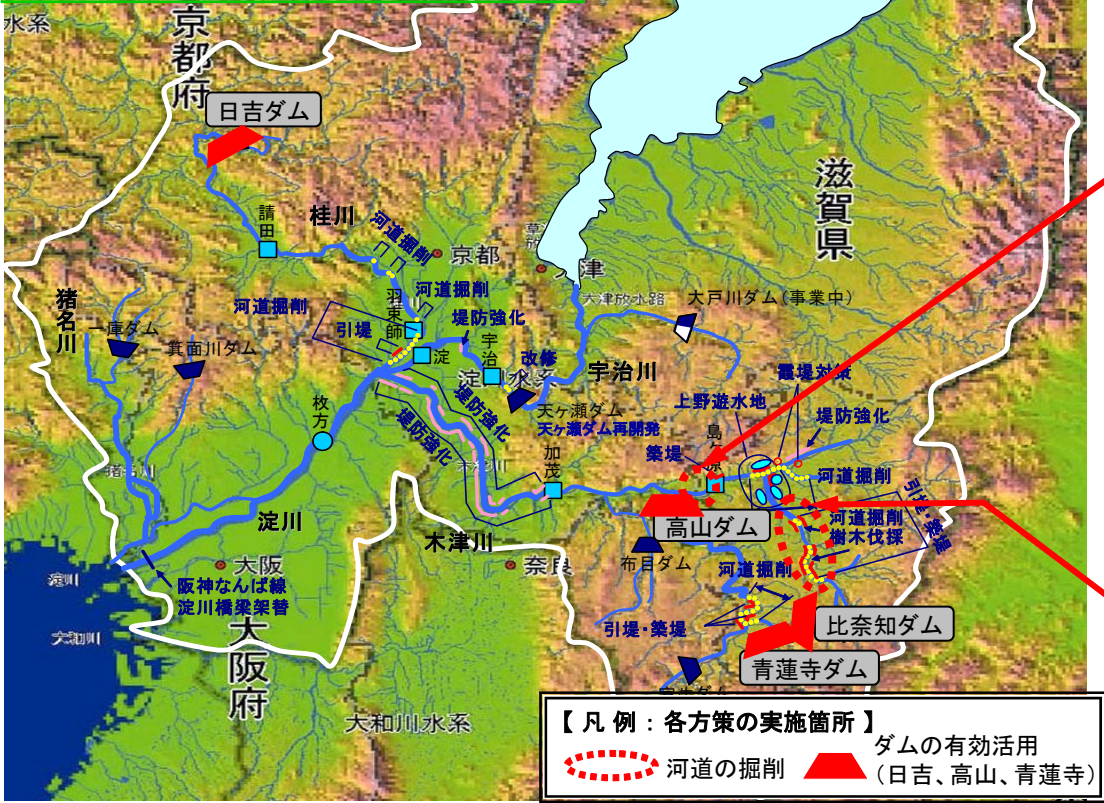 水系
京都府
日吉ダム
滋賀県
請田
桂川
河道掘削
京都
大津放水路
大戸川ダム(事業中)
猪名川
一庫ダム
箕面川ダム
河道掘削
引堤
羽束師
河道掘削
堤防強化
淀
宇治
改修
宇治川
天ヶ瀬ダム
天ヶ瀬ダム再開発
霞堤対策
上野遊水地
堤防強化
枚方
堤防強化
堤防強化
加茂
築堤
河道掘削
引堤・築堤
高山ダム
河道掘削
樹木伐採
淀川
木津川
奈良
布目ダム
河道掘削
大阪
阪神なんば線
淀川橋梁架替
淀川
大和川
引堤・築堤
比奈知ダム
青蓮寺ダム
大阪府
大和川水系
【 凡 例 : 各方策の実施箇所 】
河道の掘削
ダムの有効活用
(日吉、高山、青蓮寺)